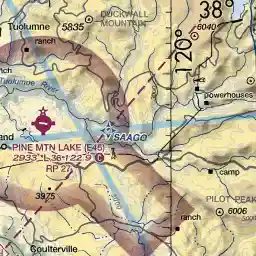 DUCKWALL
MOUNTAIN
38°
Tuolumne
5835
6040
ranch
120°
Tuolumne River
powerhouses
SAAGO
PINE MTN LAKE (E45)
2933 L 36 122.9 C
RP 27
camp
PILOT PEAK
3975
6006
ranch
Coulterville